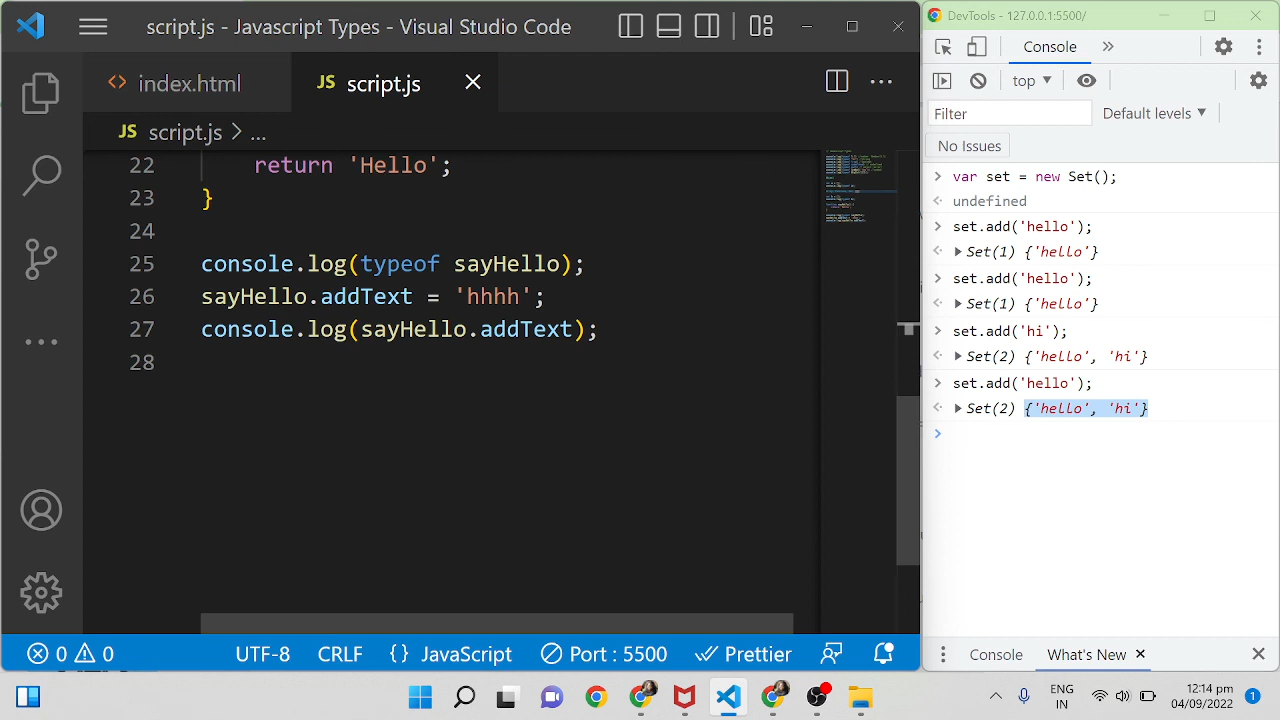 script.js - Javascript Types - Visual Studio Code
index.html
JS script.js
JS script.js > ...
22 return 'Hello';
23 }
24
25 console.log(typeof sayHello);
26 sayHello.addText = 'hhhh';
27 console.log(sayHello.addText);
28
0 0 UTF-8 CRLF {} JavaScript Port : 5500 Prettier
DevTools - 127.0.0.1:5500/
Console
top
Filter Default levels
No Issues
var set = new Set();
undefined
set.add('hello');
Set(1) {'hello'}
set.add('hello');
Set(1) {'hello'}
set.add('hi');
Set(2) {'hello', 'hi'}
set.add('hello');
Set(2) {'hello', 'hi'}
Console What's New
ENG
IN
12:14 pm
04/09/2022
1